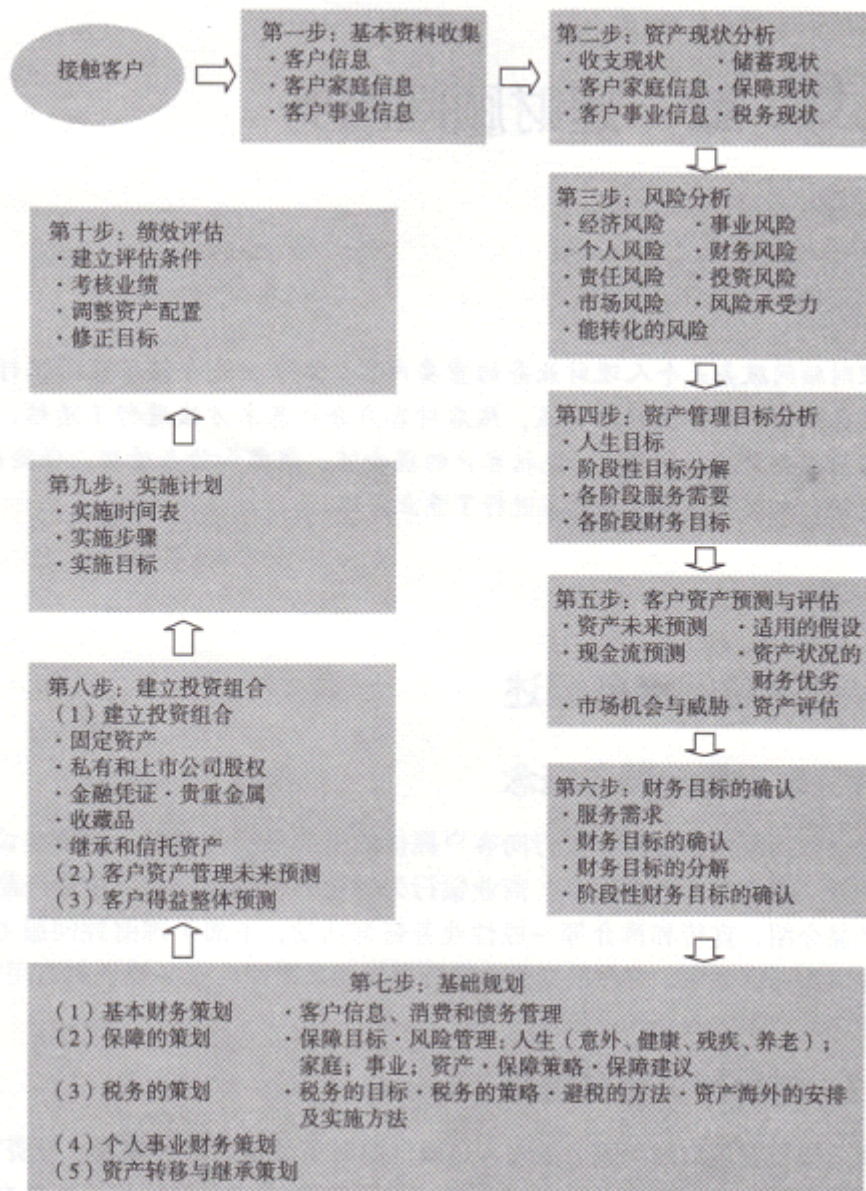 接触客户
第一步：基本资料收集
·客户信息
·客户家庭信息
·客户事业信息
第二步：资产现状分析
·收支现状 ·储蓄现状
·客户家庭信息·保障现状
·客户事业信息·税务现状
第三步：风险分析
·经济风险 ·事业风险
·个人风险 ·财务风险
·责任风险 ·投资风险
·市场风险 ·风险承受力
·能转化的风险
第四步：资产管理目标分析
·人生目标
·阶段性目标分解
·各阶段服务需要
·各阶段财务目标
第五步：客户资产预测与评估
·资产未来预测 ·适用的假设
·现金流预测 ·资产状况的
财务优劣
·市场机会与威胁·资产评估
第六步：财务目标的确认
·服务需求
·财务目标的确认
·财务目标的分解
·阶段性财务目标的确认
第七步：基础规划
（1）基本财务策划 ·客户信息、消费和债务管理
（2）保障的策划 ·保障目标·风险管理：人生（意外、健康、残疾、养老）；
家庭；事业；资产·保障策略·保障建议
（3）税务的策划 ·税务的目标·税务的策略·避税的方法·资产海外的安排
及实施方法
（4）个人事业财务策划
（5）资产转移与继承策划
第八步：建立投资组合
（1）建立投资组合
·固定资产
·私有和上市公司股权
·金融凭证·贵重金属
·收藏品
·继承和信托资产
（2）客户资产管理未来预测
（3）客户得益整体预测
第九步：实施计划
·实施时间表
·实施步骤
·实施目标
第十步：绩效评估
·建立评估条件
·考核业绩
·调整资产配置
·修正目标